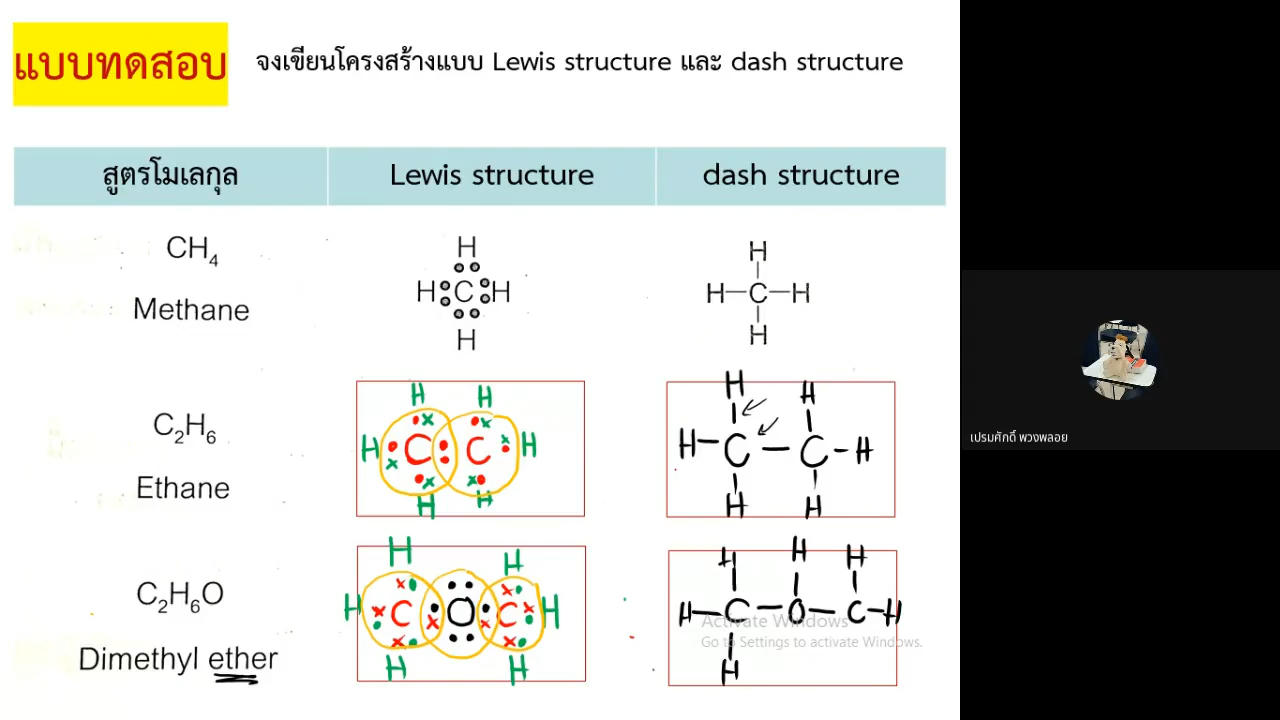 แบบทดสอบ จงเขียนโครงสร้างแบบ Lewis structure และ dash structure
สูตรโมเลกุล Lewis structure dash structure
H H
CH₄
H C H H—C—H
Methane
H H
H H H H
C₂H₆
H C C H H—C—C—H
Ethane
H H H H
เปรมศักดิ์ พวงพลอย
H H H H H
C₂H₆O
H C O C H H—C—O—C—H
Activate Windows
Go to Settings to activate Windows.
Dimethyl ether
H H H